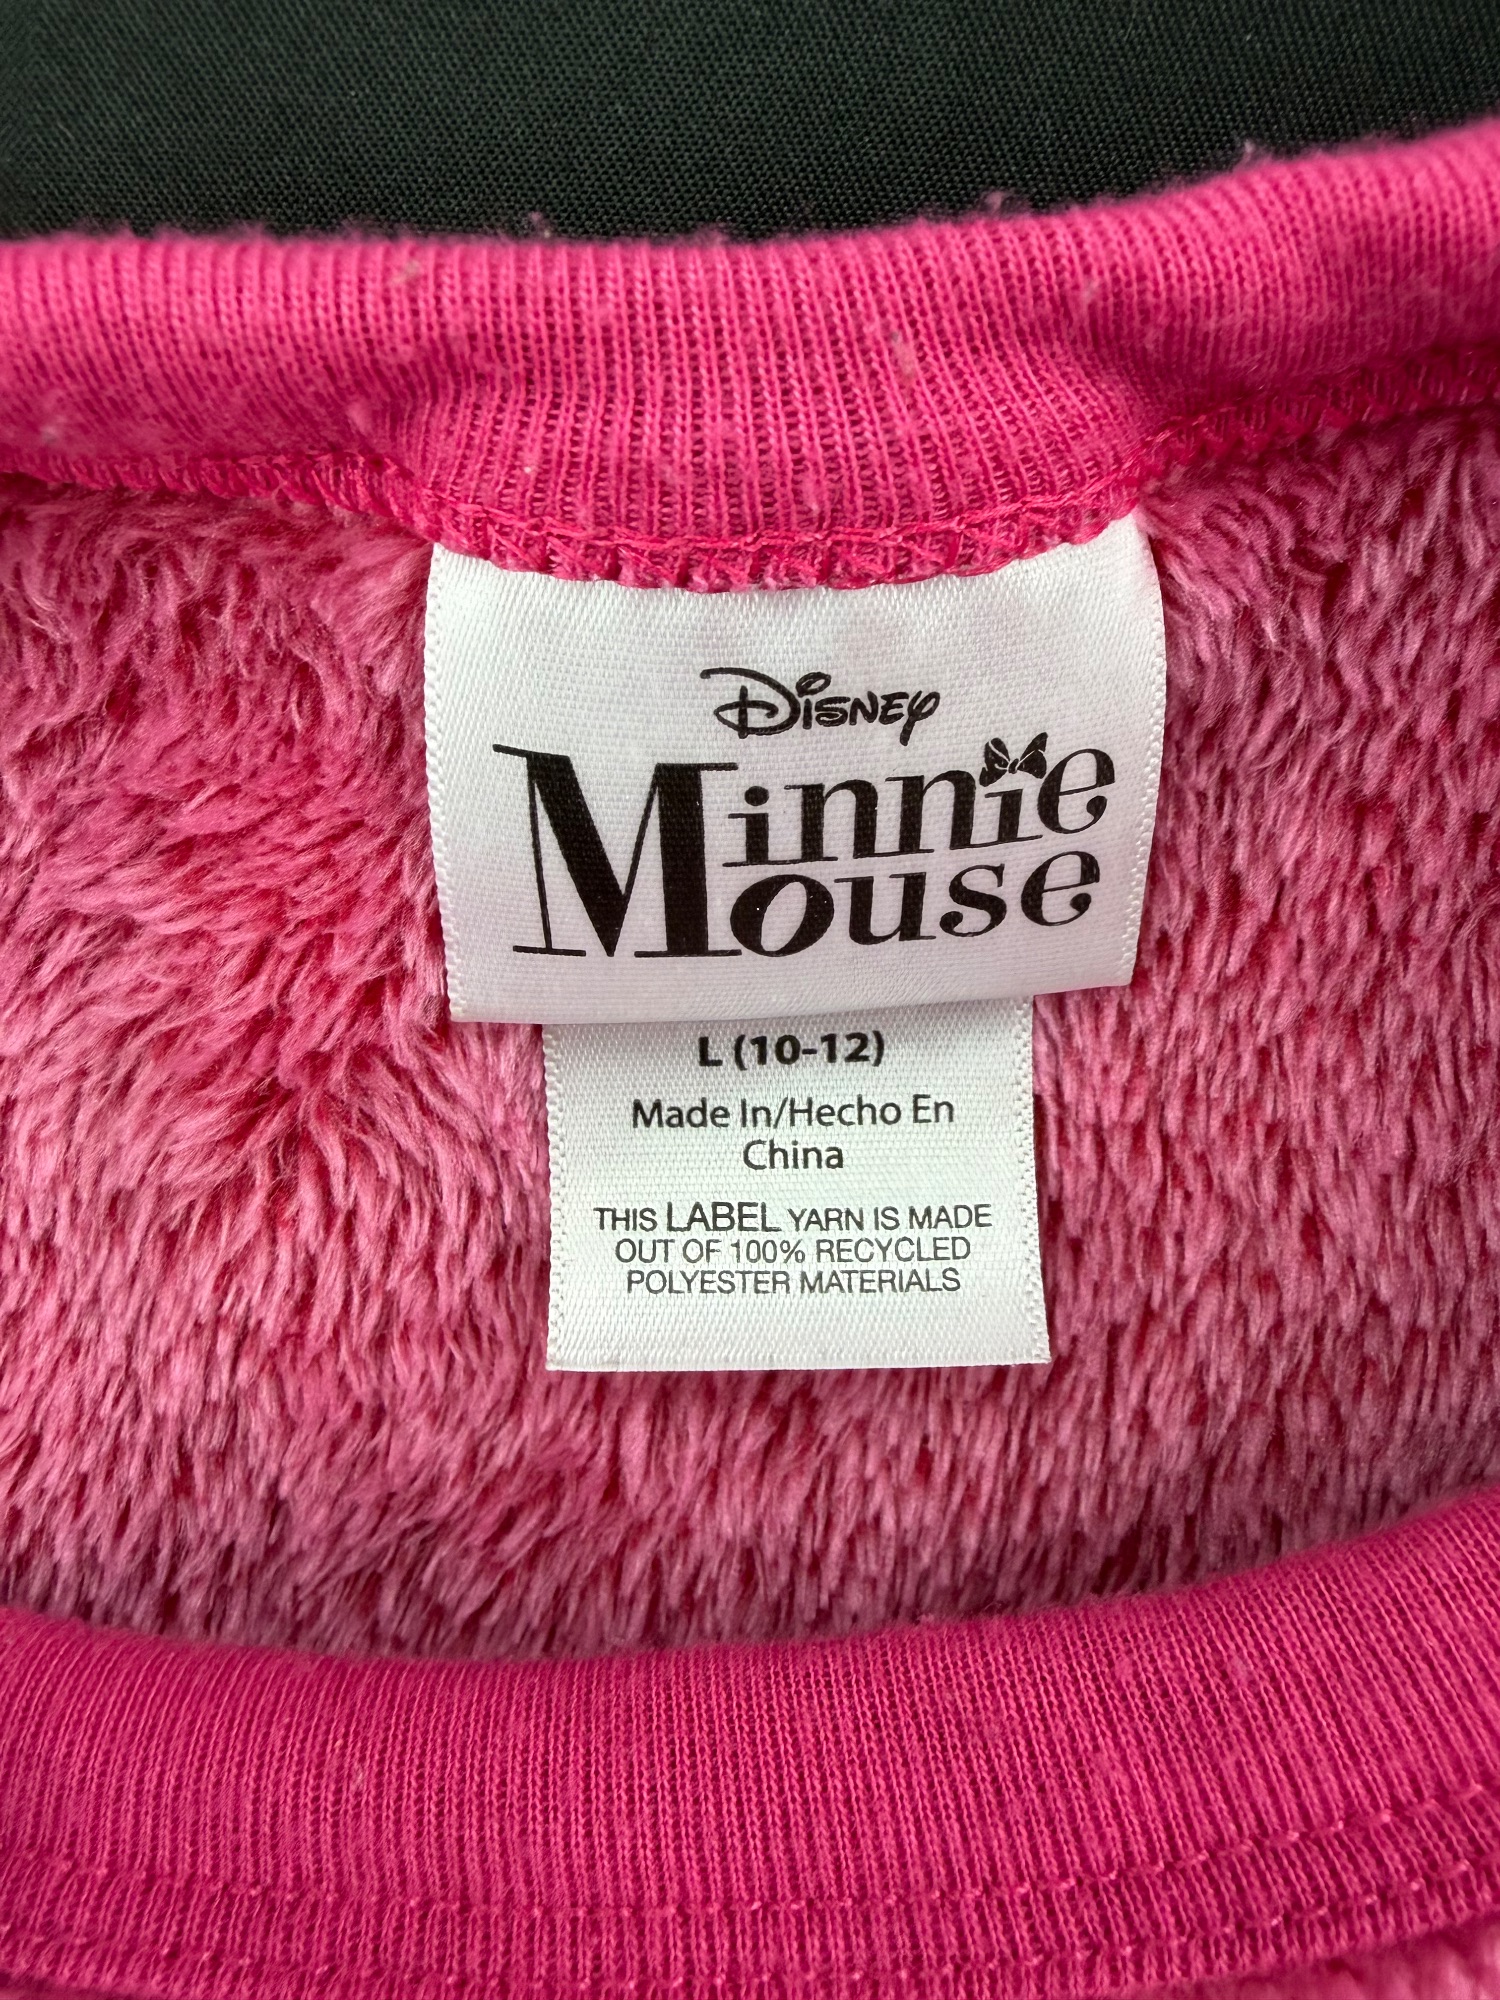 Disney
Minnie
Mouse
L (10-12)
Made In/Hecho En
China
THIS LABEL YARN IS MADE
OUT OF 100% RECYCLED
POLYESTER MATERIALS